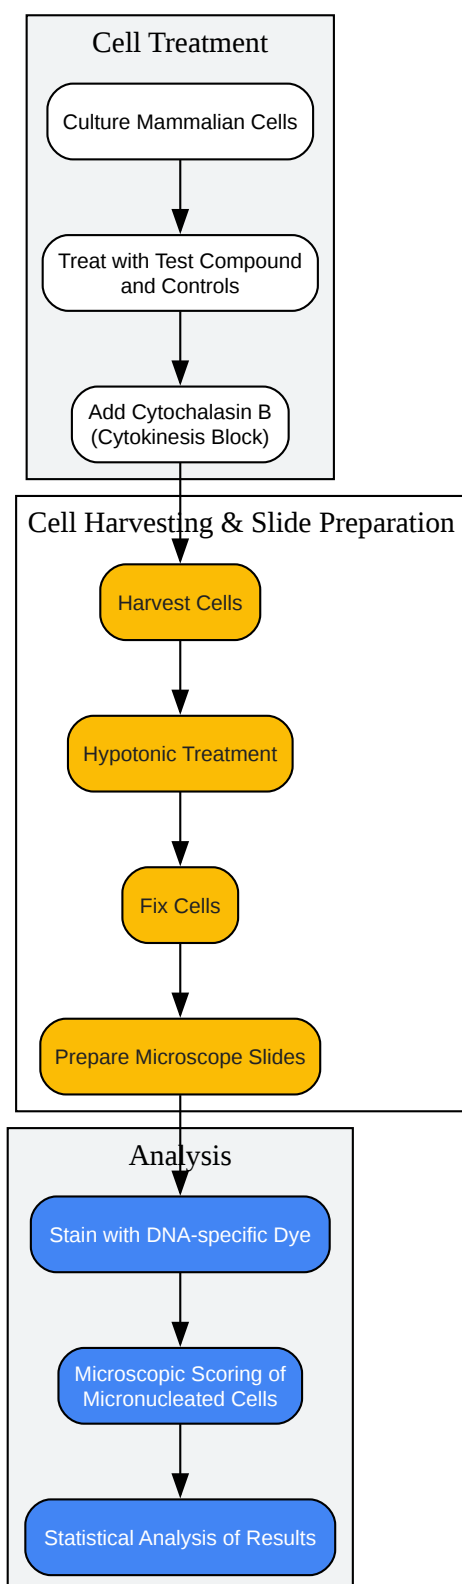 Cell Treatment
Culture Mammalian Cells
Treat with Test Compound
and Controls
Add Cytochalasin B
(Cytokinesis Block)
Cell Harvesting & Slide Preparation
Harvest Cells
Hypotonic Treatment
Fix Cells
Prepare Microscope Slides
Analysis
Stain with DNA-specific Dye
Microscopic Scoring of
Micronucleated Cells
Statistical Analysis of Results